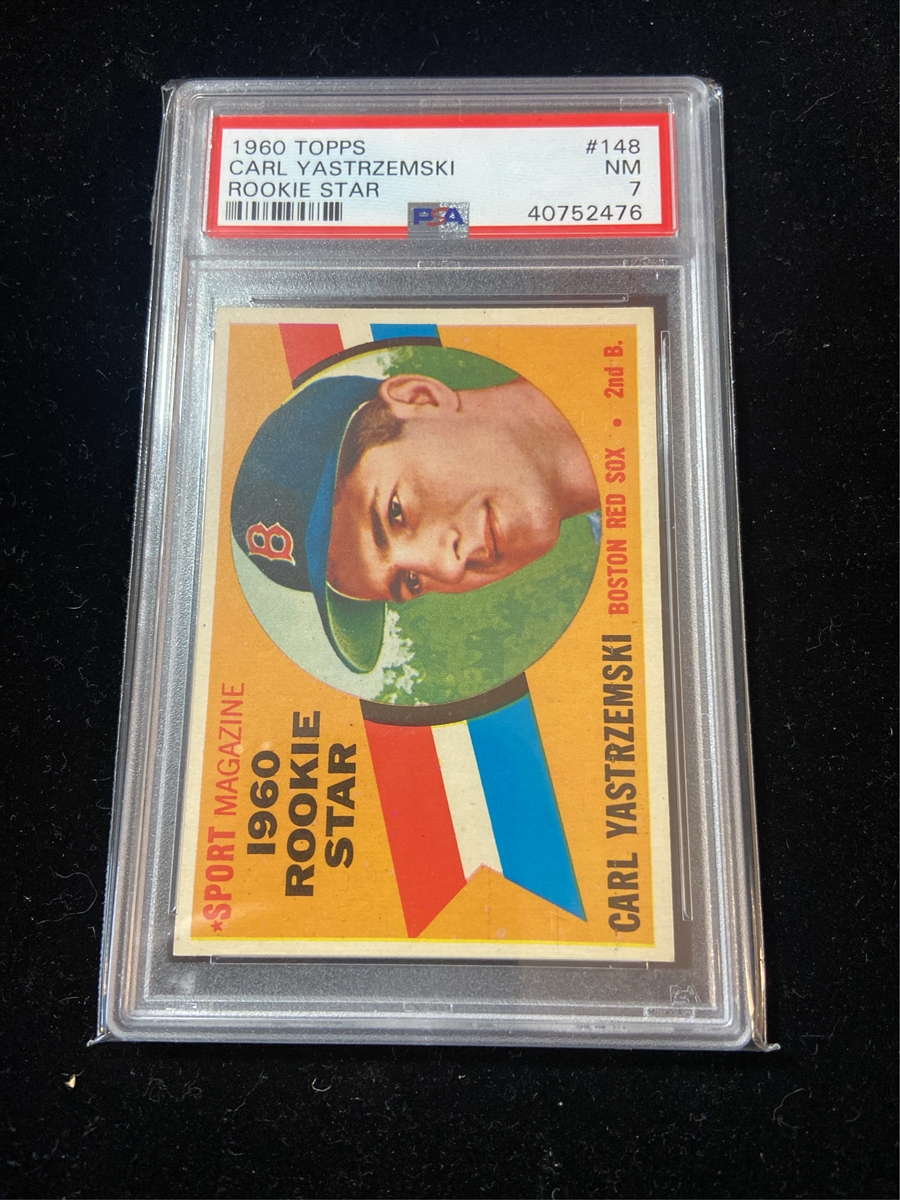 1960 TOPPS #148
CARL YASTRZEMSKI NM
ROOKIE STAR 7
PSA 40752476
★SPORT MAGAZINE
1960
ROOKIE
STAR
B
CARL YASTRZEMSKI BOSTON RED SOX • 2nd B.